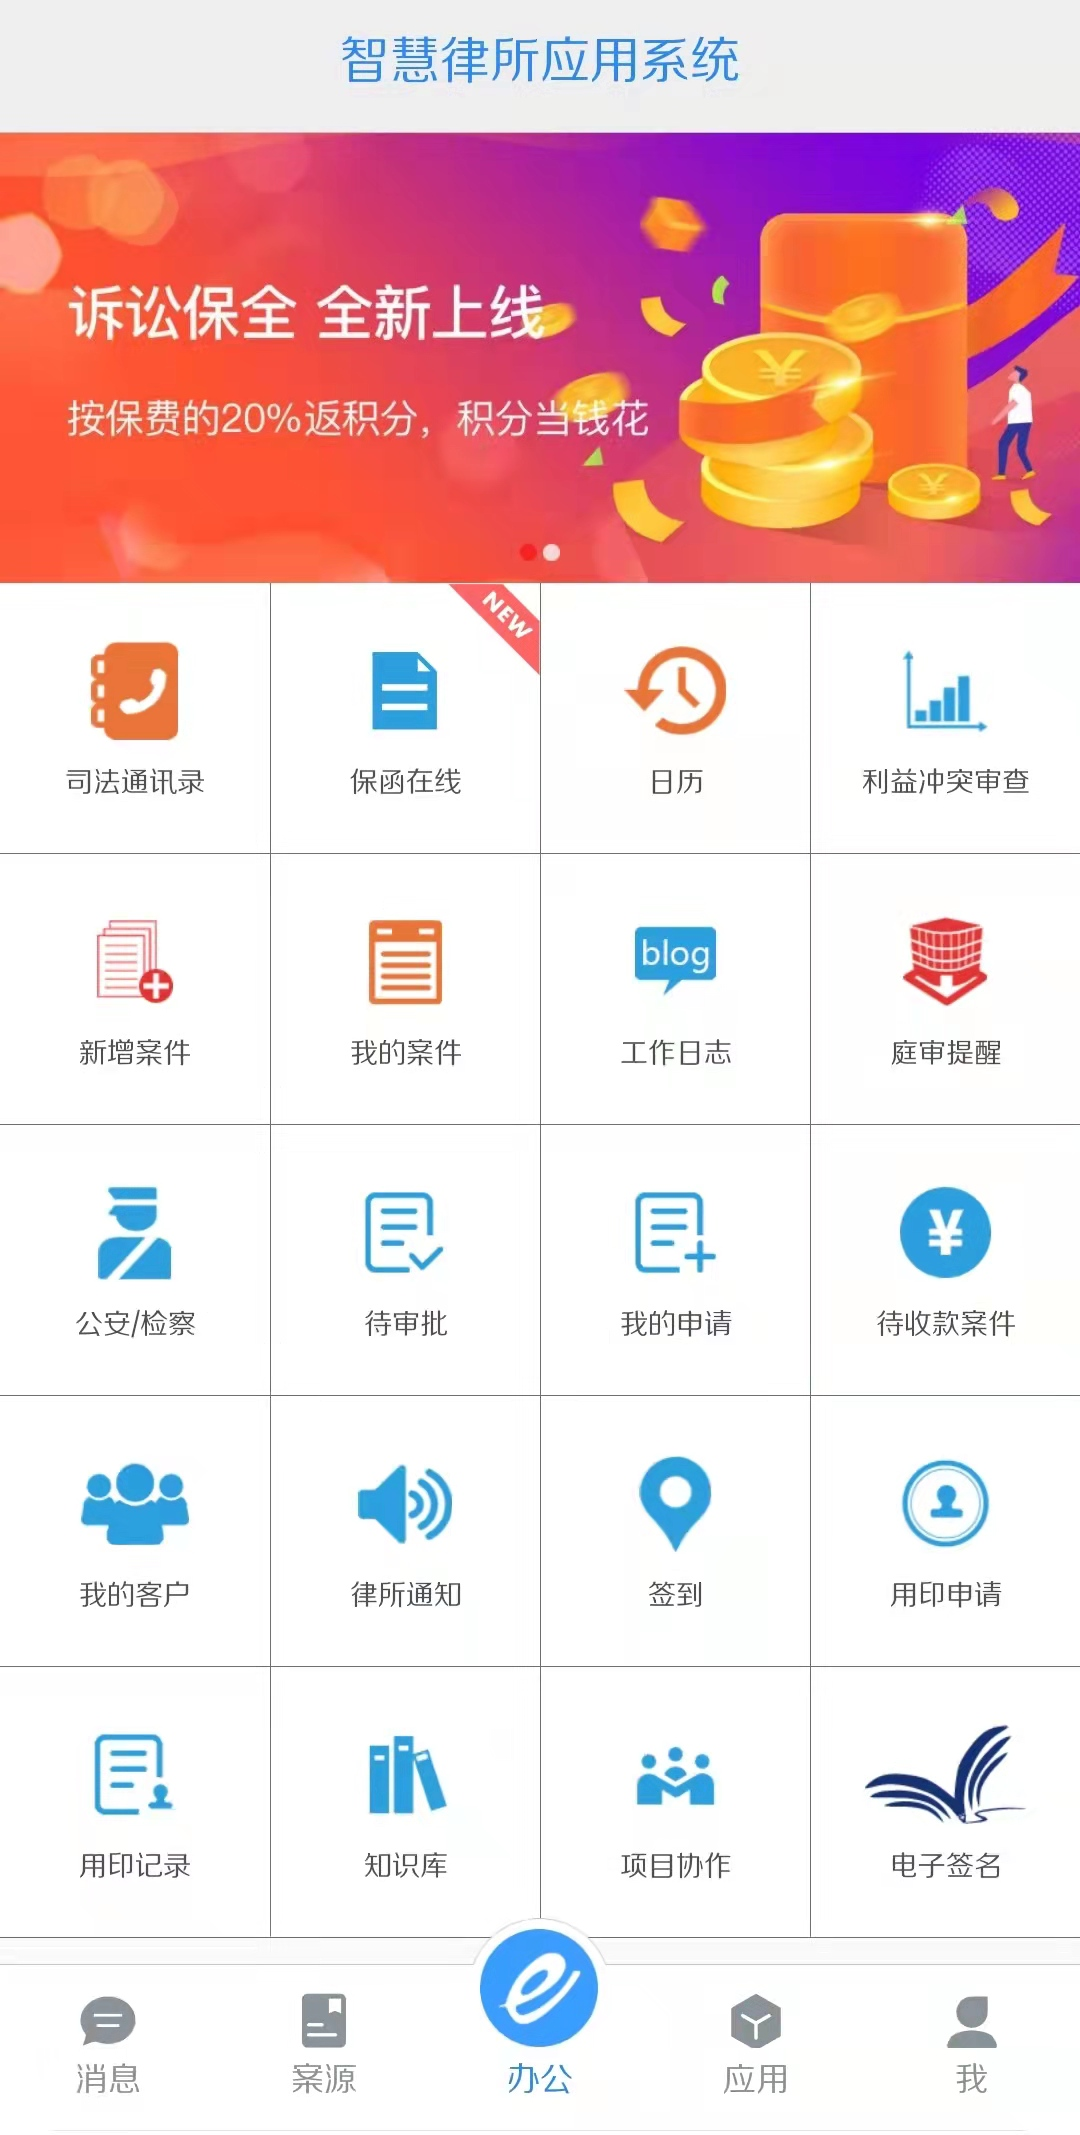 智慧律所应用系统
诉讼保全 全新上线
按保费的20%返积分，积分当钱花
NEW
司法通讯录
保函在线
日历
利益冲突审查
blog
新增案件
我的案件
工作日志
庭审提醒
¥
公安/检察
待审批
我的申请
待收款案件
我的客户
律所通知
签到
用印申请
用印记录
知识库
项目协作
电子签名
消息
案源
办公
应用
我